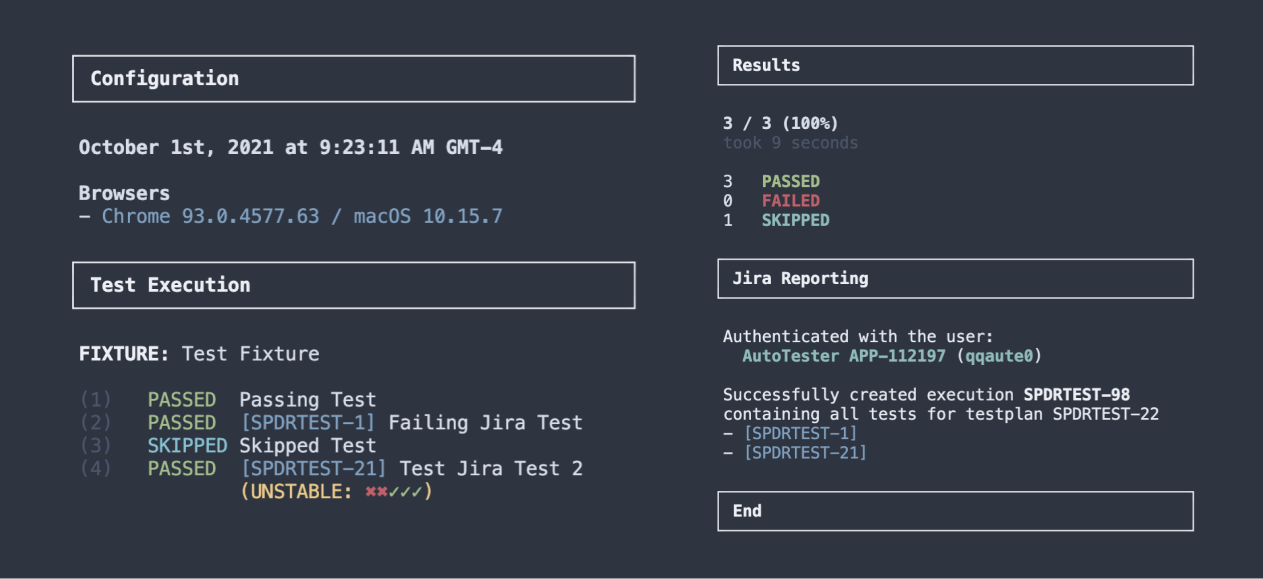 Configuration
October 1st, 2021 at 9:23:11 AM GMT-4
Browsers
- Chrome 93.0.4577.63 / macOS 10.15.7
Test Execution
FIXTURE: Test Fixture
(1) PASSED Passing Test
(2) PASSED [SPDRTEST-1] Failing Jira Test
(3) SKIPPED Skipped Test
(4) PASSED [SPDRTEST-21] Test Jira Test 2
(UNSTABLE: ✖✖✓✓✓)
Results
3 / 3 (100%)
took 9 seconds
3 PASSED
0 FAILED
1 SKIPPED
Jira Reporting
Authenticated with the user:
AutoTester APP-112197 (qqaute0)
Successfully created execution SPDRTEST-98
containing all tests for testplan SPDRTEST-22
- [SPDRTEST-1]
- [SPDRTEST-21]
End